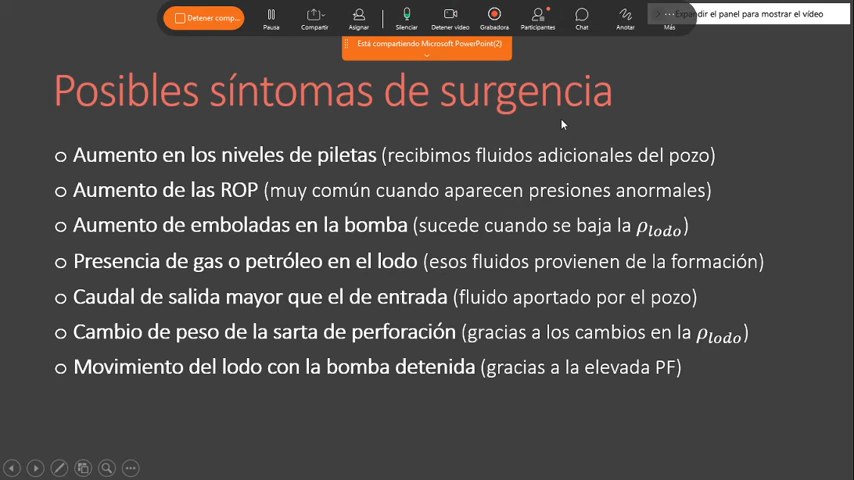 Detener comp...
Pausa
Compartir
Asignar
Silenciar
Detener vídeo
Grabadora
Participantes
Chat
Anotar
Más
Expandir el panel para mostrar el vídeo
Está compartiendo Microsoft PowerPoint(2)
Posibles síntomas de surgencia
Aumento en los niveles de piletas (recibimos fluidos adicionales del pozo)
Aumento de las ROP (muy común cuando aparecen presiones anormales)
Aumento de emboladas en la bomba (sucede cuando se baja la ρlodo)
Presencia de gas o petróleo en el lodo (esos fluidos provienen de la formación)
Caudal de salida mayor que el de entrada (fluido aportado por el pozo)
Cambio de peso de la sarta de perforación (gracias a los cambios en la ρlodo)
Movimiento del lodo con la bomba detenida (gracias a la elevada PF)